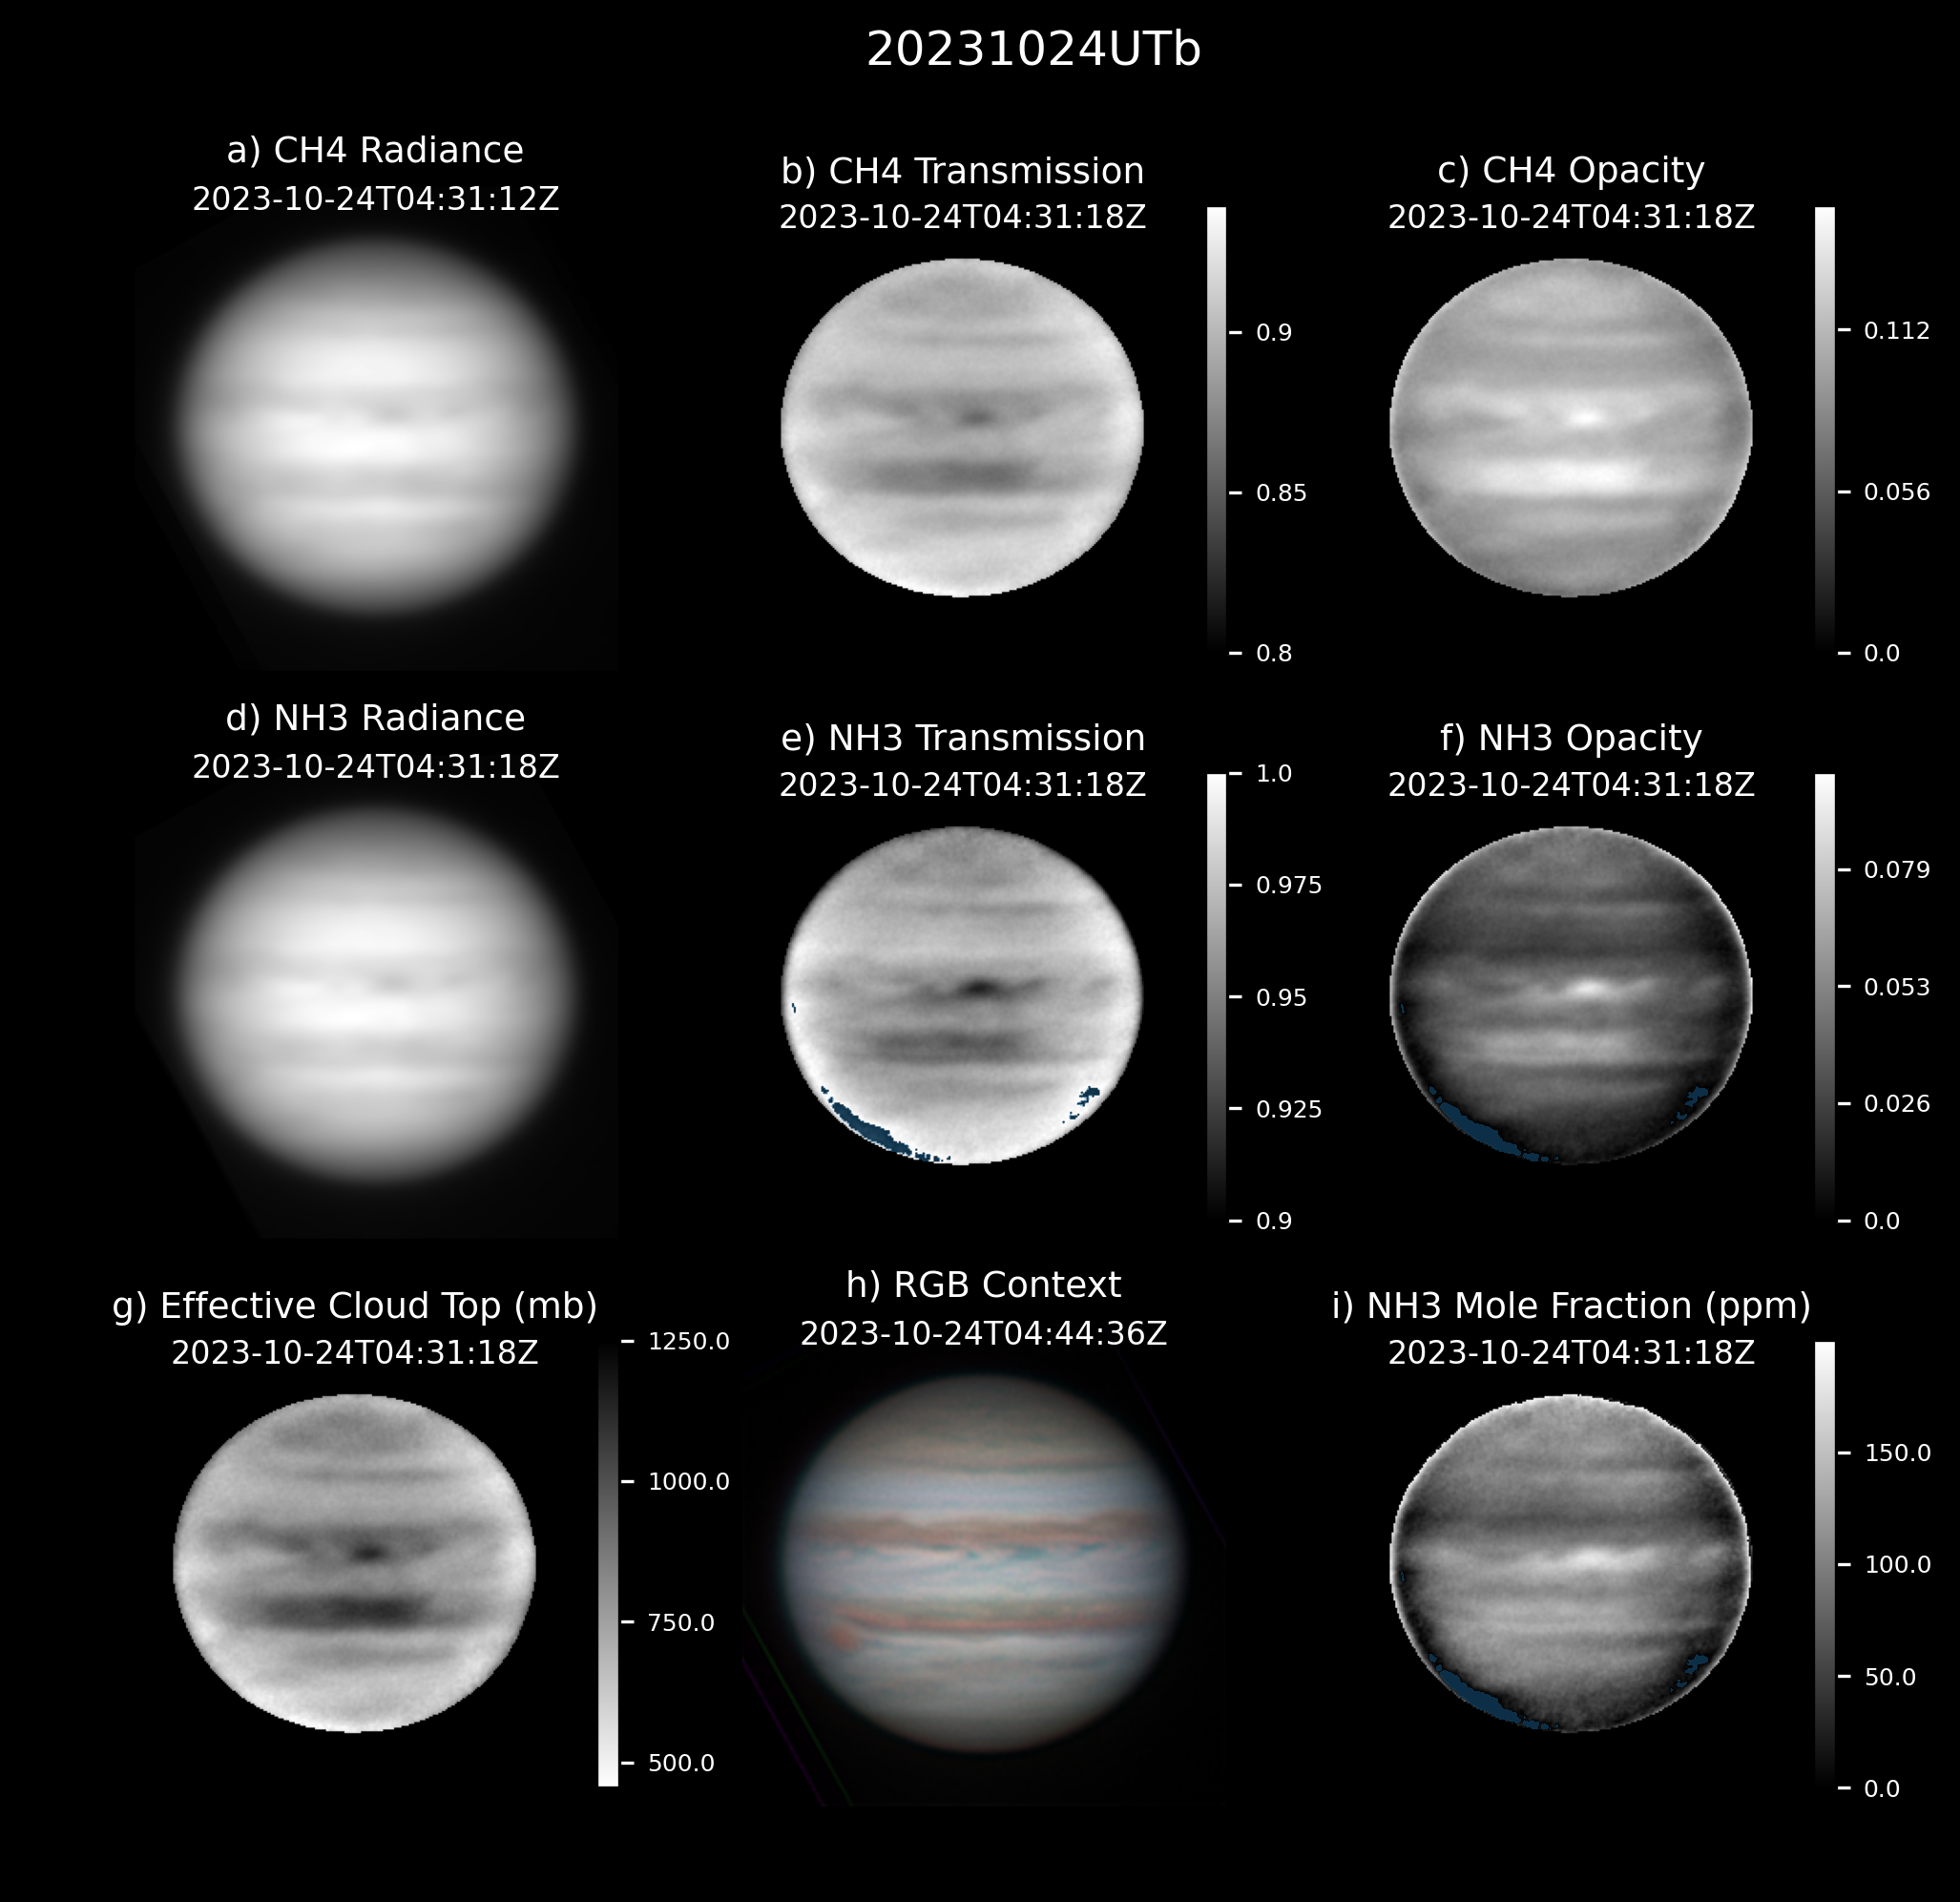 20231024UTb
a) CH4 Radiance
2023-10-24T04:31:12Z
b) CH4 Transmission
2023-10-24T04:31:18Z
0.9
0.85
0.8
c) CH4 Opacity
2023-10-24T04:31:18Z
0.112
0.056
0.0
d) NH3 Radiance
2023-10-24T04:31:18Z
e) NH3 Transmission
2023-10-24T04:31:18Z
1.0
0.975
0.95
0.925
0.9
f) NH3 Opacity
2023-10-24T04:31:18Z
0.079
0.053
0.026
0.0
g) Effective Cloud Top (mb)
2023-10-24T04:31:18Z
1250.0
1000.0
750.0
500.0
h) RGB Context
2023-10-24T04:44:36Z
i) NH3 Mole Fraction (ppm)
2023-10-24T04:31:18Z
150.0
100.0
50.0
0.0